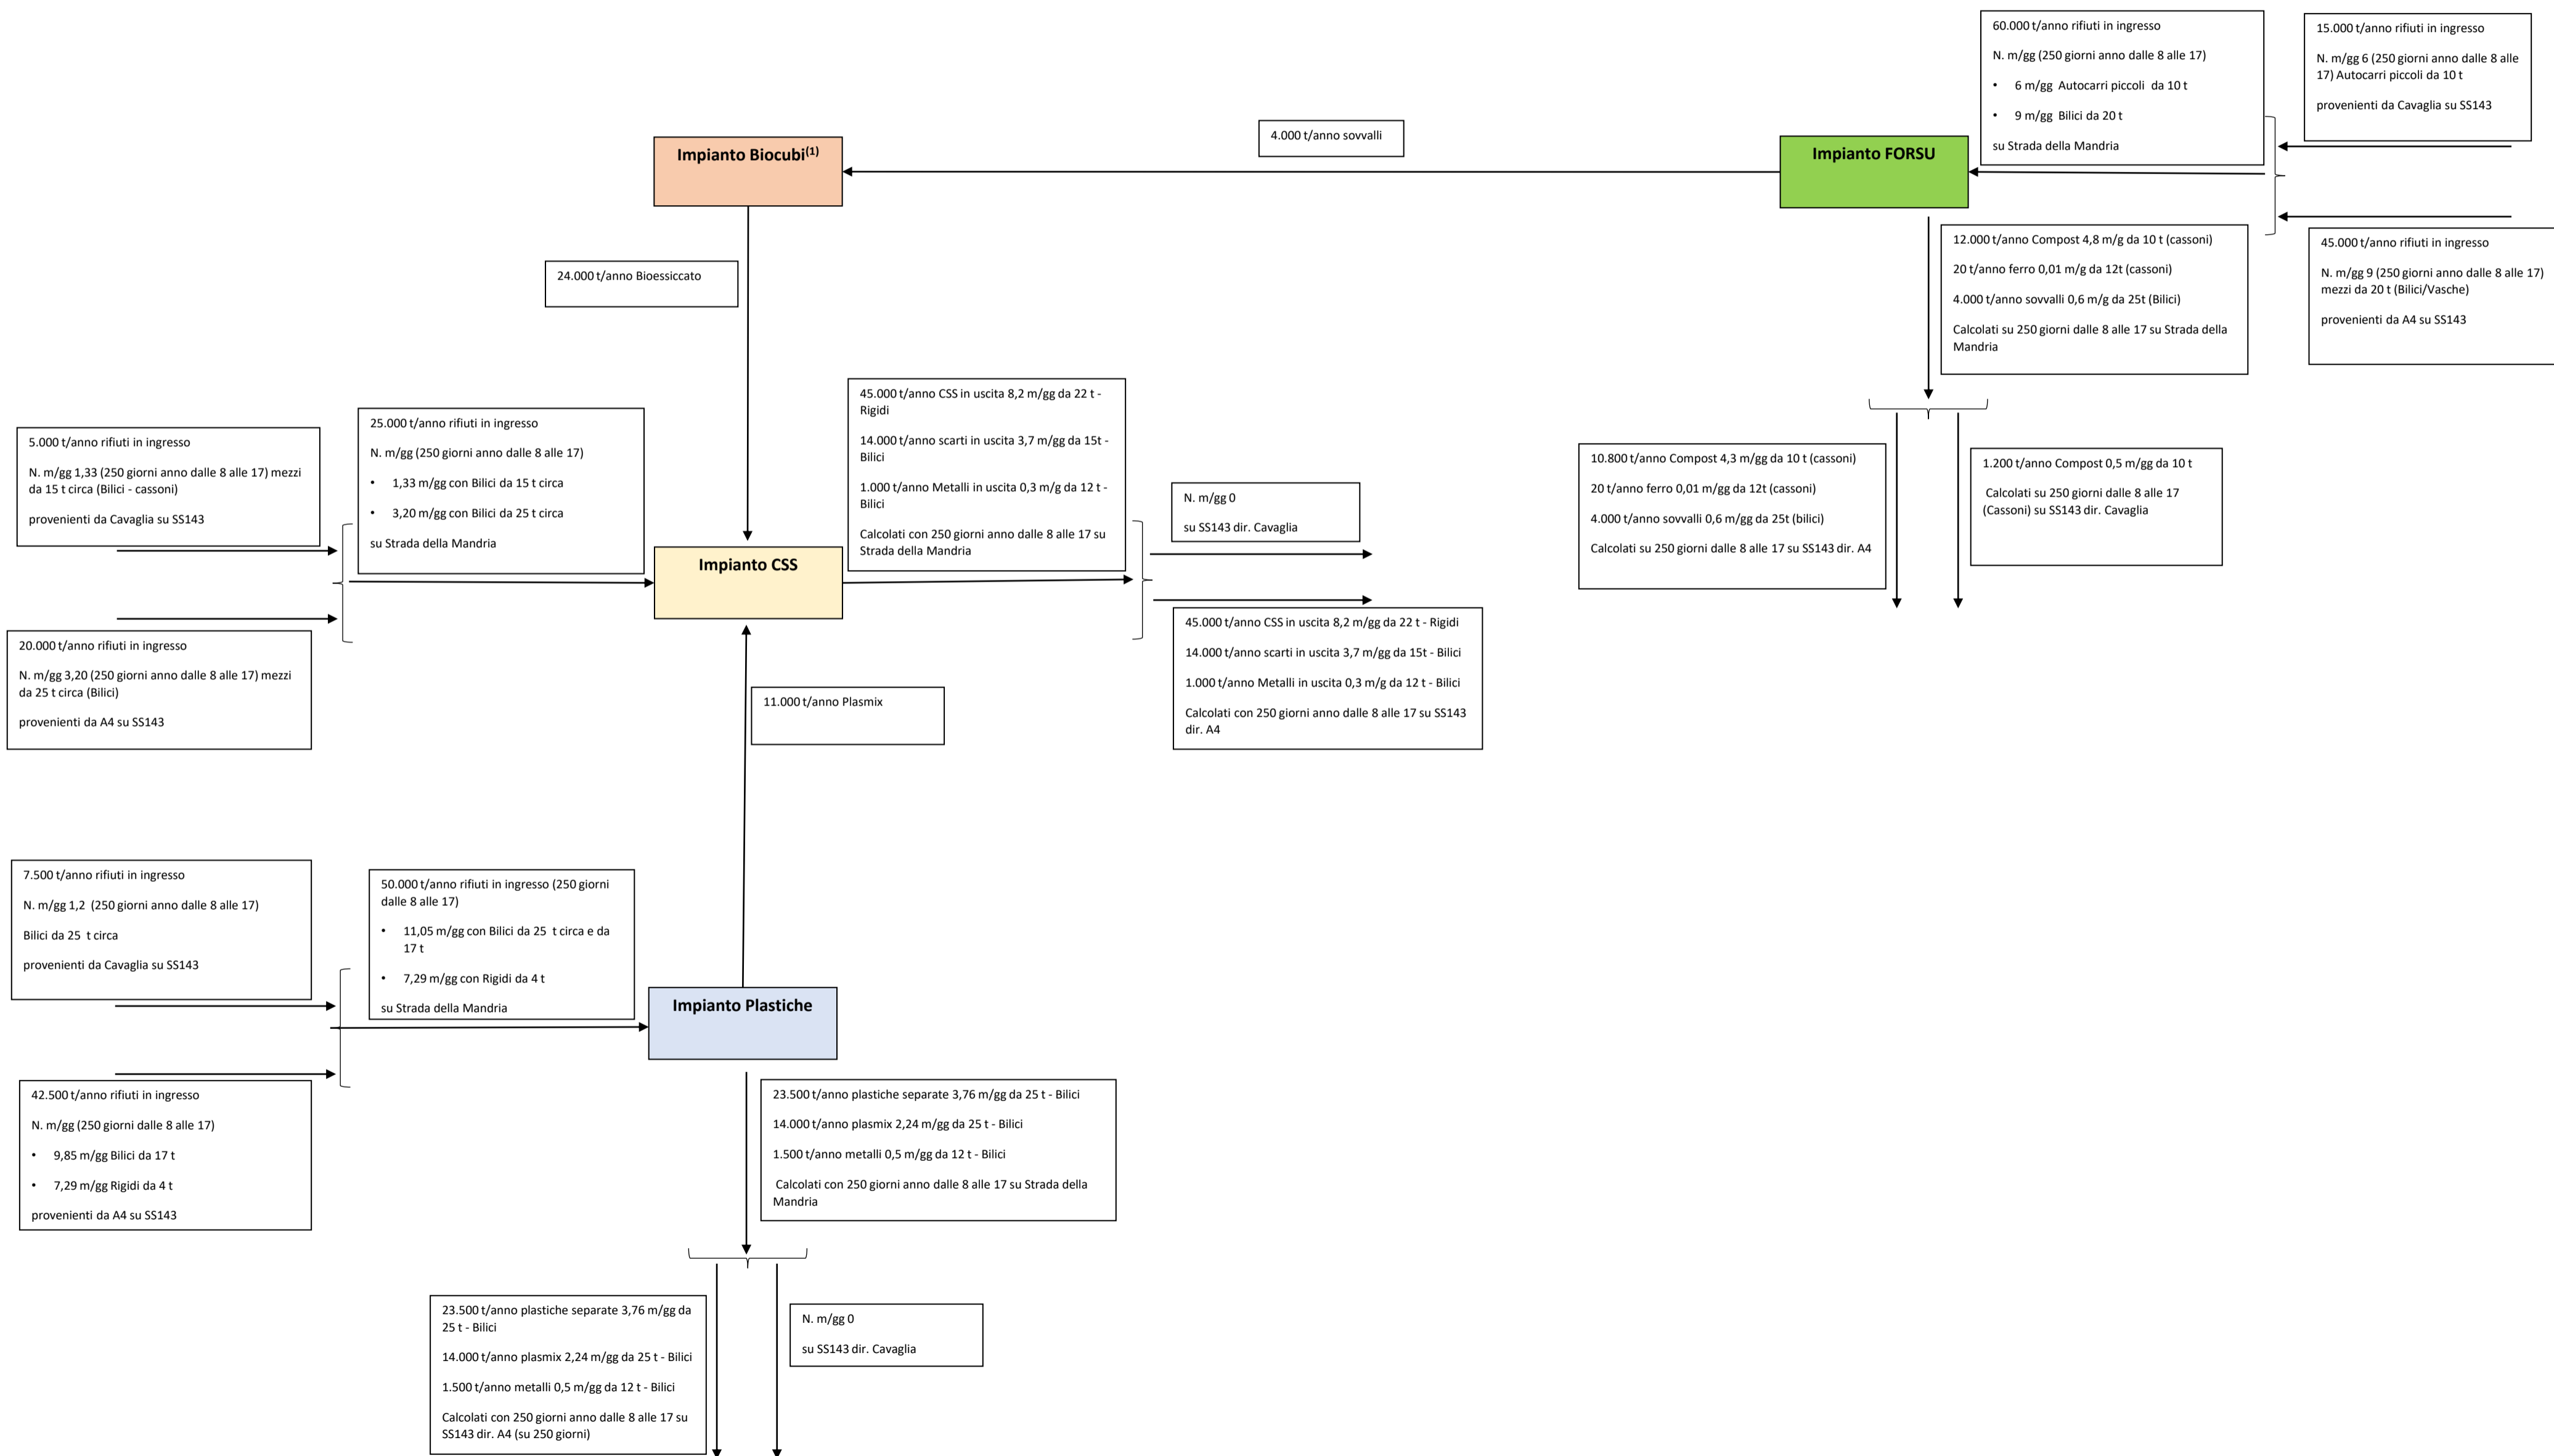 60.000 t/anno rifiuti in ingresso
N. m/gg (250 giorni anno dalle 8 alle 17)
• 6 m/gg Autocarri piccoli da 10 t
• 9 m/gg Bilici da 20 t
su Strada della Mandria
15.000 t/anno rifiuti in ingresso
N. m/gg 6 (250 giorni anno dalle 8 alle
17) Autocarri piccoli da 10 t
provenienti da Cavaglia su SS143
4.000 t/anno sovvalli
Impianto Biocubi(1)
Impianto FORSU
12.000 t/anno Compost 4,8 m/g da 10 t (cassoni)
20 t/anno ferro 0,01 m/g da 12t (cassoni)
4.000 t/anno sovvalli 0,6 m/g da 25t (Bilici)
Calcolati su 250 giorni dalle 8 alle 17 su Strada della
Mandria
45.000 t/anno rifiuti in ingresso
N. m/gg 9 (250 giorni anno dalle 8 alle 17)
mezzi da 20 t (Bilici/Vasche)
provenienti da A4 su SS143
24.000 t/anno Bioessiccato
5.000 t/anno rifiuti in ingresso
N. m/gg 1,33 (250 giorni anno dalle 8 alle 17) mezzi
da 15 t circa (Bilici - cassoni)
provenienti da Cavaglia su SS143
25.000 t/anno rifiuti in ingresso
N. m/gg (250 giorni anno dalle 8 alle 17)
• 1,33 m/gg con Bilici da 15 t circa
• 3,20 m/gg con Bilici da 25 t circa
su Strada della Mandria
45.000 t/anno CSS in uscita 8,2 m/gg da 22 t -
Rigidi
14.000 t/anno scarti in uscita 3,7 m/gg da 15t -
Bilici
1.000 t/anno Metalli in uscita 0,3 m/g da 12 t -
Bilici
Calcolati con 250 giorni anno dalle 8 alle 17 su
Strada della Mandria
N. m/gg 0
su SS143 dir. Cavaglia
10.800 t/anno Compost 4,3 m/gg da 10 t (cassoni)
20 t/anno ferro 0,01 m/gg da 12t (cassoni)
4.000 t/anno sovvalli 0,6 m/gg da 25t (bilici)
Calcolati su 250 giorni dalle 8 alle 17 su SS143 dir. A4
1.200 t/anno Compost 0,5 m/gg da 10 t
Calcolati su 250 giorni dalle 8 alle 17
(Cassoni) su SS143 dir. Cavaglia
Impianto CSS
20.000 t/anno rifiuti in ingresso
N. m/gg 3,20 (250 giorni anno dalle 8 alle 17) mezzi
da 25 t circa (Bilici)
provenienti da A4 su SS143
45.000 t/anno CSS in uscita 8,2 m/gg da 22 t - Rigidi
14.000 t/anno scarti in uscita 3,7 m/gg da 15t - Bilici
1.000 t/anno Metalli in uscita 0,3 m/g da 12 t - Bilici
Calcolati con 250 giorni anno dalle 8 alle 17 su SS143
dir. A4
11.000 t/anno Plasmix
7.500 t/anno rifiuti in ingresso
N. m/gg 1,2 (250 giorni anno dalle 8 alle 17)
Bilici da 25 t circa
provenienti da Cavaglia su SS143
50.000 t/anno rifiuti in ingresso (250 giorni
dalle 8 alle 17)
• 11,05 m/gg con Bilici da 25 t circa e da
17 t
• 7,29 m/gg con Rigidi da 4 t
su Strada della Mandria
Impianto Plastiche
42.500 t/anno rifiuti in ingresso
N. m/gg (250 giorni dalle 8 alle 17)
• 9,85 m/gg Bilici da 17 t
• 7,29 m/gg Rigidi da 4 t
provenienti da A4 su SS143
23.500 t/anno plastiche separate 3,76 m/gg da 25 t - Bilici
14.000 t/anno plasmix 2,24 m/gg da 25 t - Bilici
1.500 t/anno metalli 0,5 m/gg da 12 t - Bilici
Calcolati con 250 giorni anno dalle 8 alle 17 su Strada della
Mandria
23.500 t/anno plastiche separate 3,76 m/gg da
25 t - Bilici
14.000 t/anno plasmix 2,24 m/gg da 25 t - Bilici
1.500 t/anno metalli 0,5 m/gg da 12 t - Bilici
Calcolati con 250 giorni anno dalle 8 alle 17 su
SS143 dir. A4 (su 250 giorni)
N. m/gg 0
su SS143 dir. Cavaglia